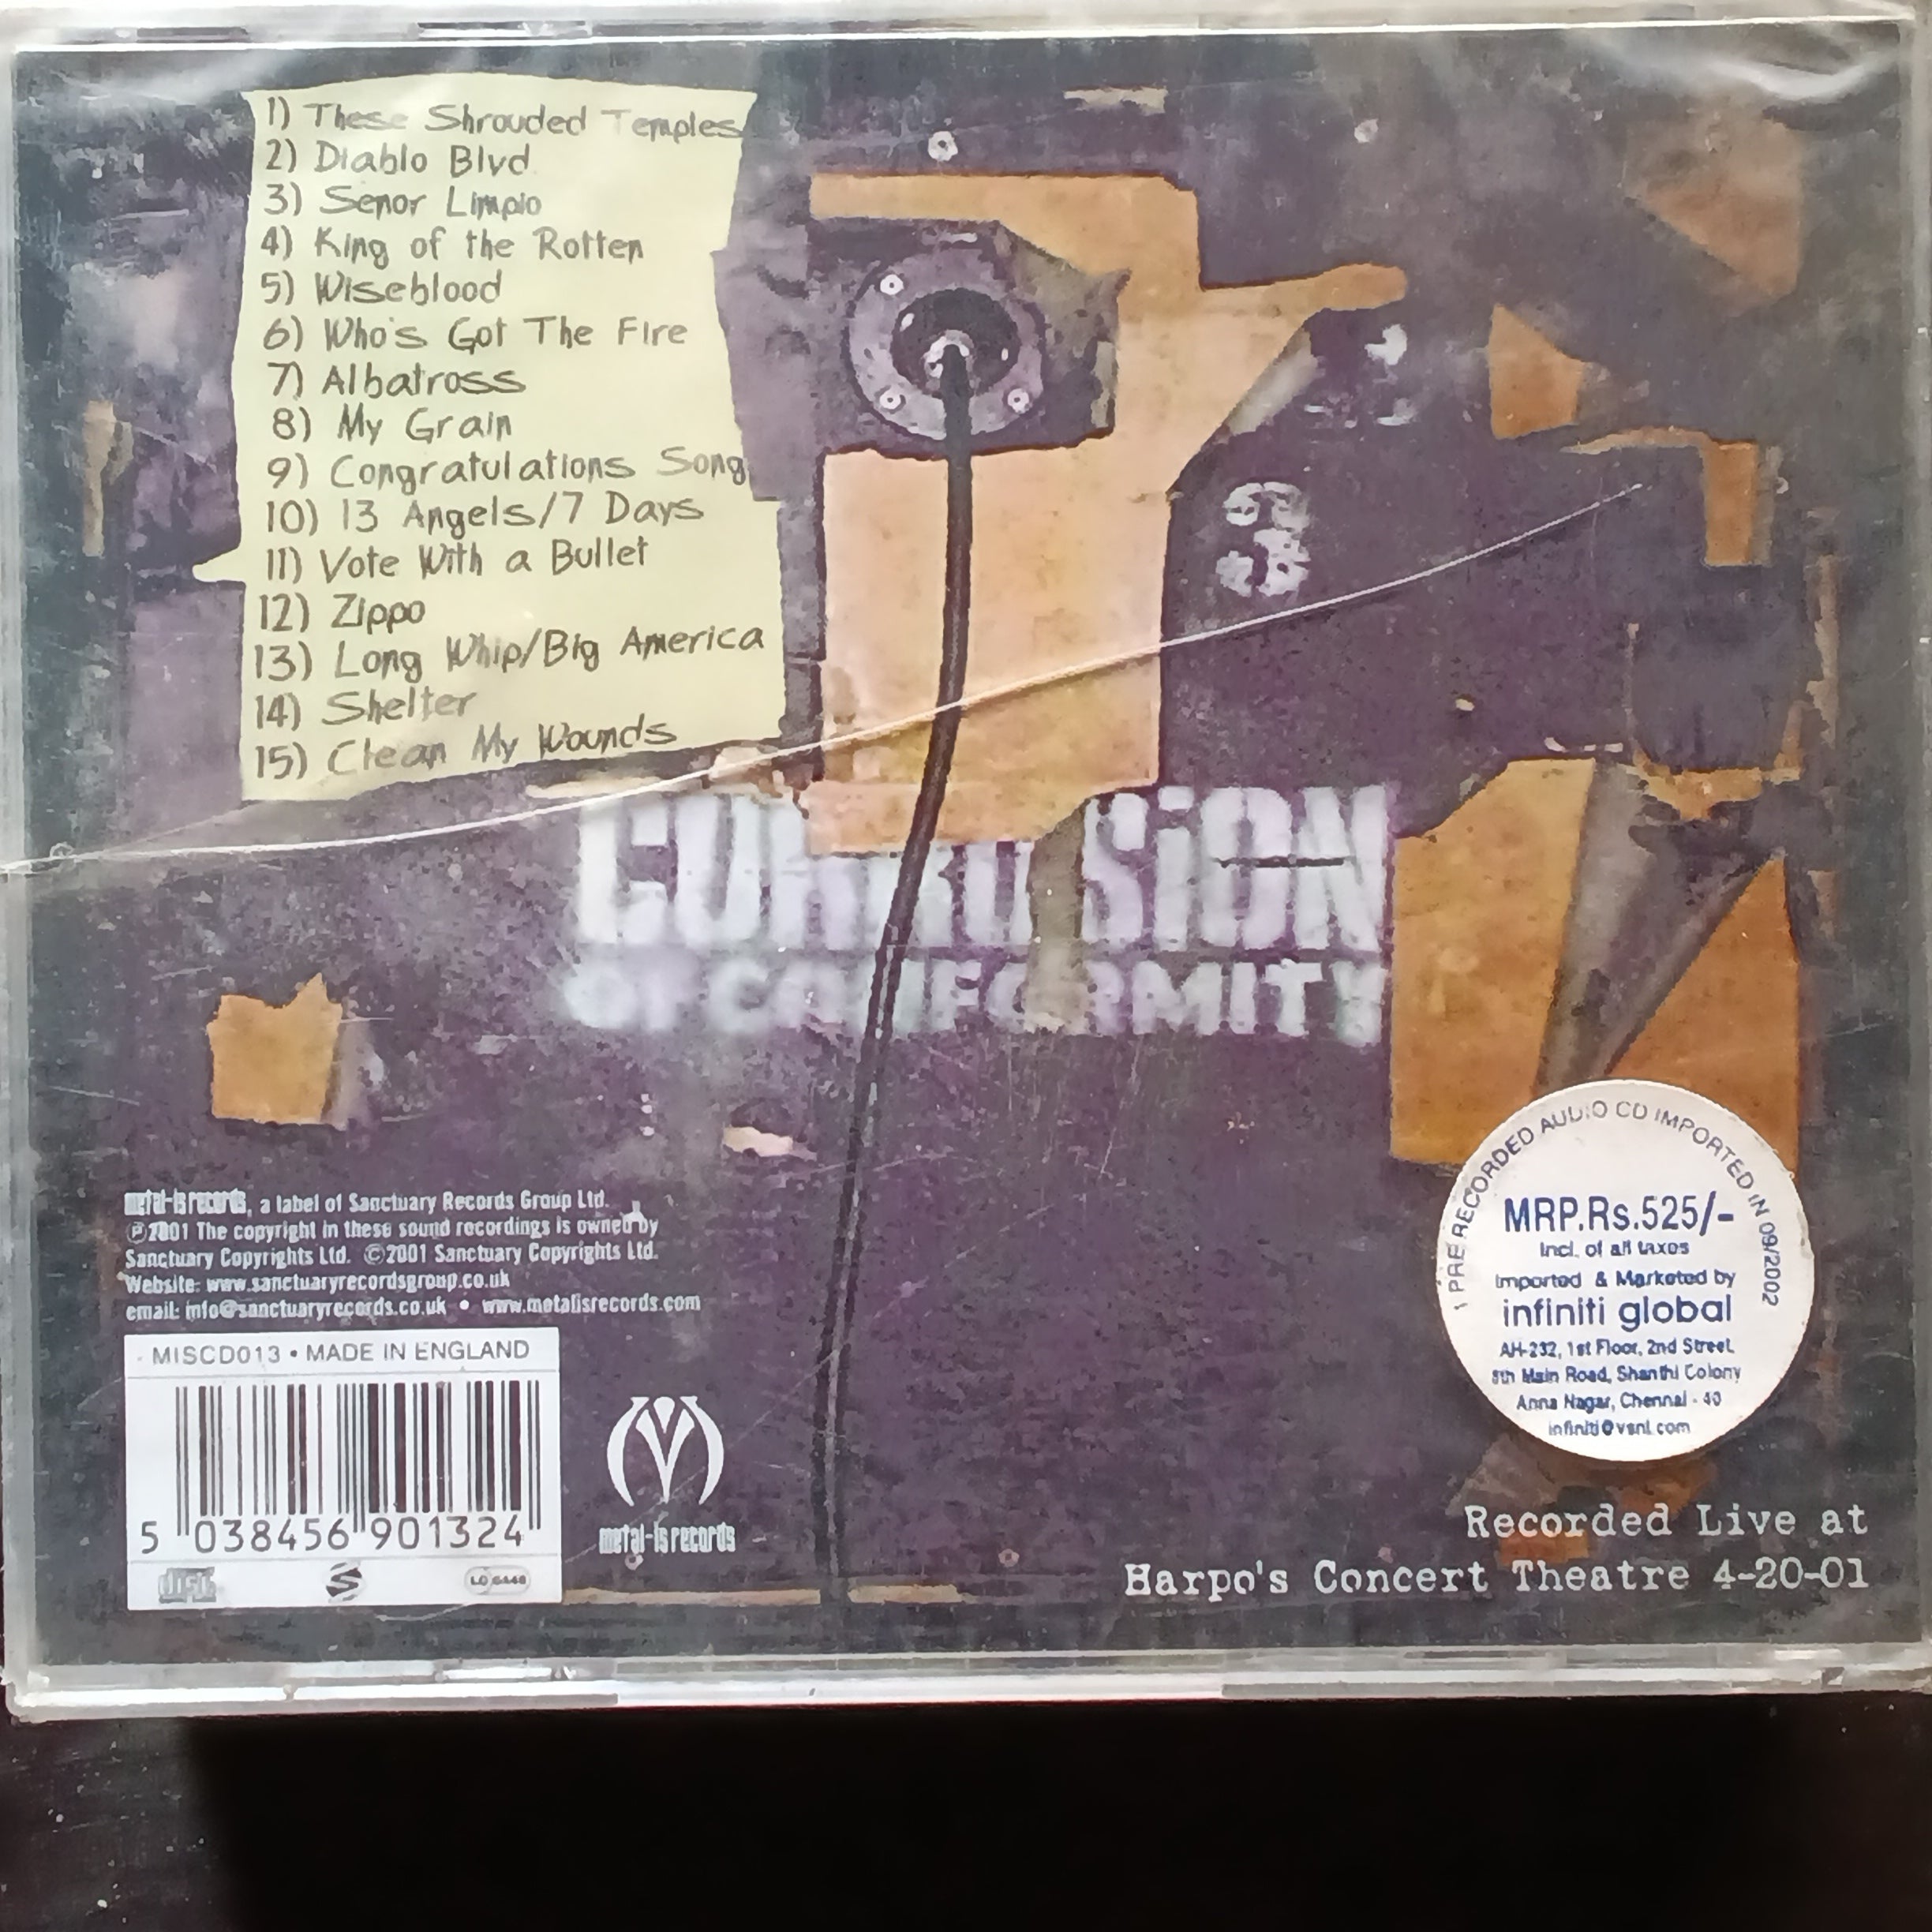 1) These Shrouded Temples
2) Diablo Blvd.
3) Senor Limpio
4) King of the Rotten
5) Wiseblood
6) Who's Got The Fire
7) Albatross
8) My Grain
9) Congratulations Song
10) 13 Angels/7 Days
11) Vote With a Bullet
12) Zippo
13) Long Whip/Big America
14) Shelter
15) Clean My Wounds
CORROSiON
OF CONFORMITY
metal-is records, a label of Sanctuary Records Group Ltd.
℗2001 The copyright in these sound recordings is owned by
Sanctuary Copyrights Ltd. ©2001 Sanctuary Copyrights Ltd.
Website: www.sanctuaryrecordsgroup.co.uk
email: info@sanctuaryrecords.co.uk • www.metalisrecords.com
MISCD013 • MADE IN ENGLAND
5 038456 901324
disc
S
metal-is records
1 PRE RECORDED AUDIO CD IMPORTED IN 09/2002
MRP.Rs.525/-
Incl. of all taxes
Imported & Marketed by
infiniti global
AH-232, 1st Floor, 2nd Street,
8th Main Road, Shanthi Colony
Anna Nagar, Chennai - 40
infiniti@vsnl.com
Recorded Live at
Harpo's Concert Theatre 4-20-01